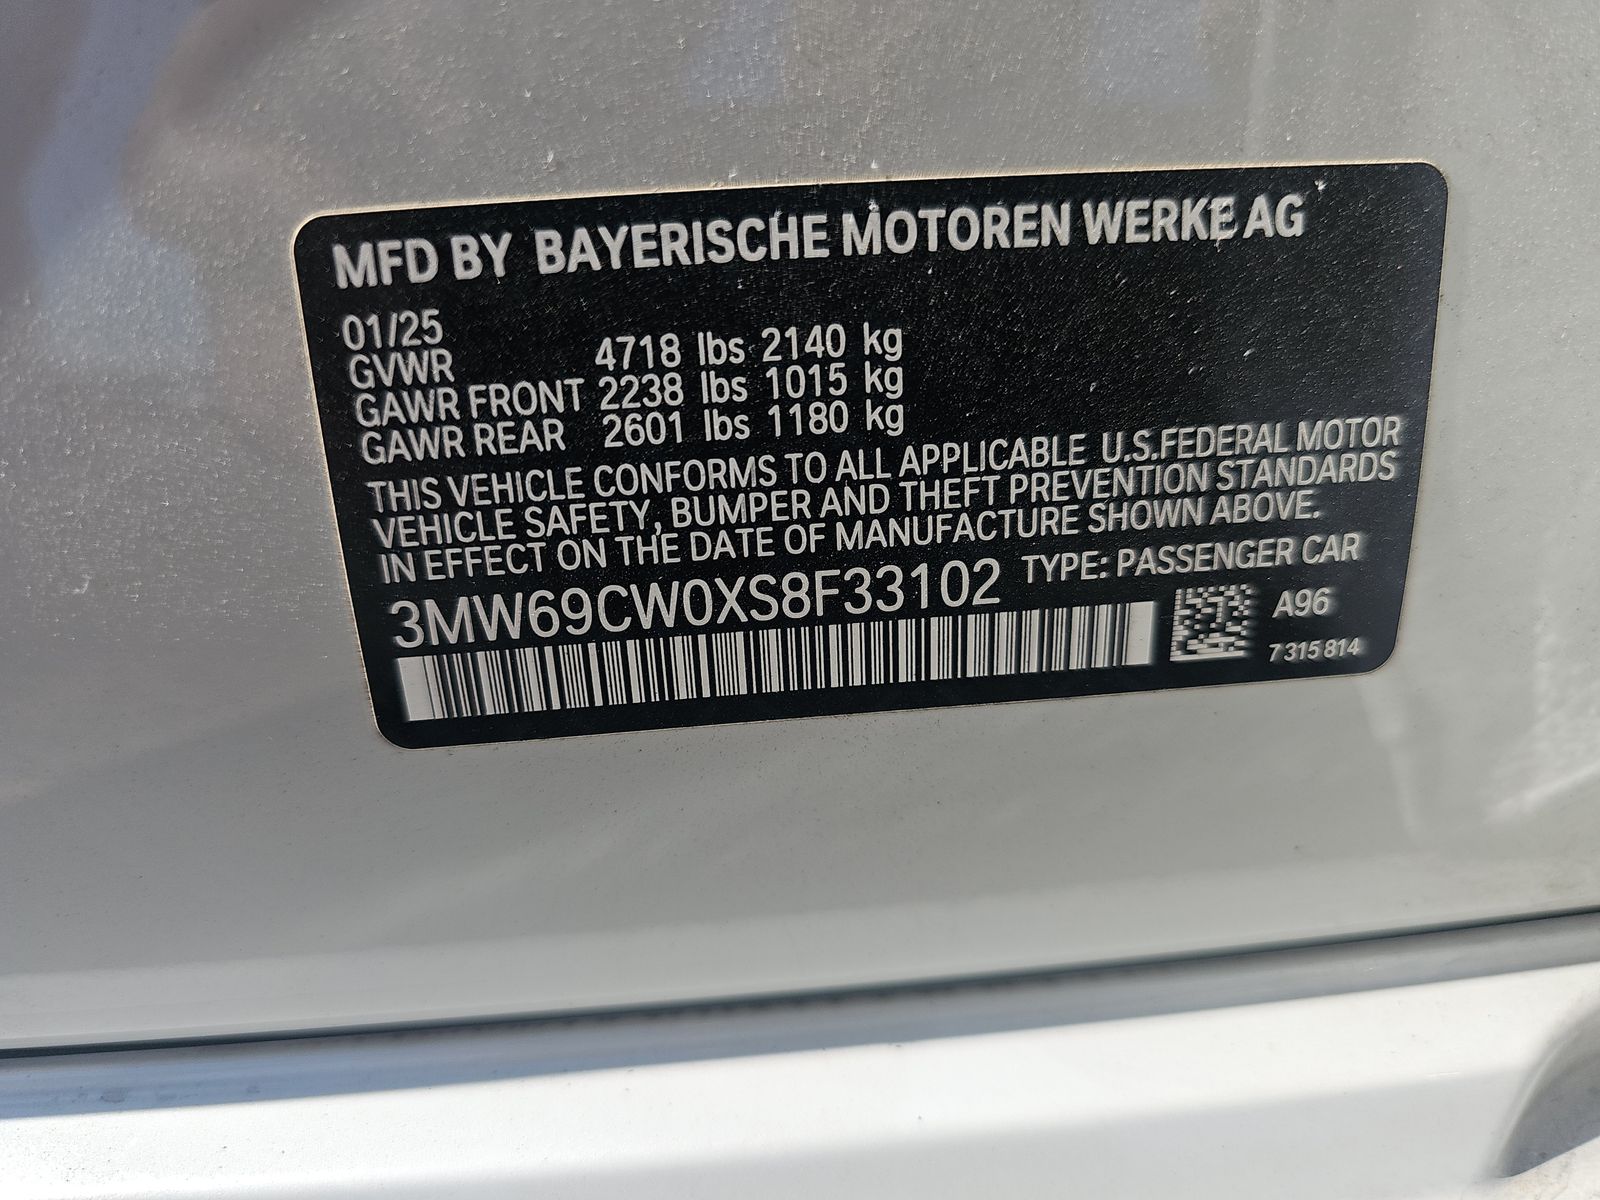 MFD BY BAYERISCHE MOTOREN WERKE AG
01/25
GVWR 4718 lbs 2140 kg
GAWR FRONT 2238 lbs 1015 kg
GAWR REAR 2601 lbs 1180 kg
THIS VEHICLE CONFORMS TO ALL APPLICABLE U.S.FEDERAL MOTOR
VEHICLE SAFETY, BUMPER AND THEFT PREVENTION STANDARDS
IN EFFECT ON THE DATE OF MANUFACTURE SHOWN ABOVE.
3MW69CW0XS8F33102 TYPE: PASSENGER CAR
A96
7 315 814